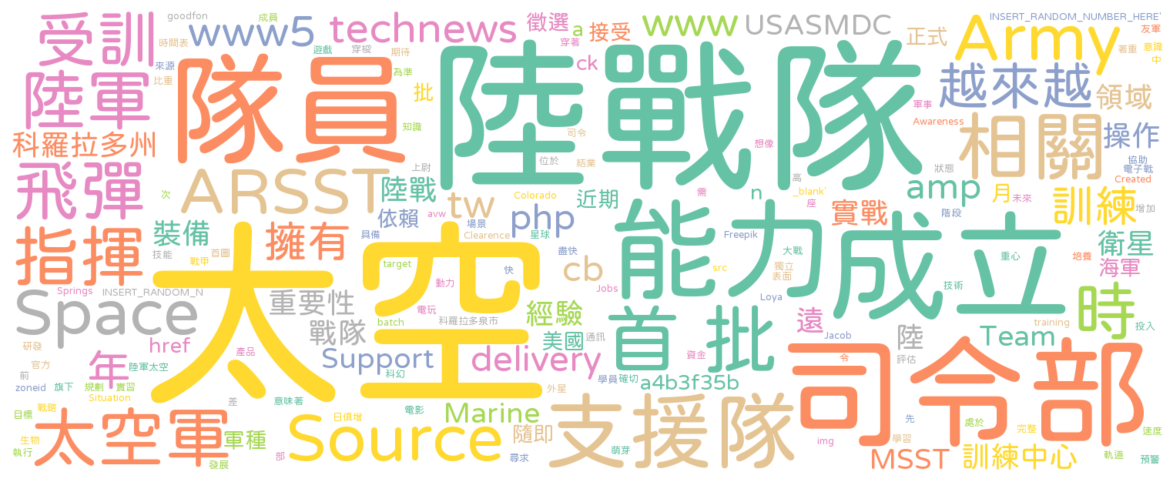 goodfon 成員 徵選 INSERT_RANDOM_NUMBER_HERE
受訓 www5 technews a 接受 www USASMDC 正式 Army 友軍
時間表 遊戲 穿梭 穿著 期待 著重 意識 中
陸軍 隊員 陸戰隊 ck 越來越 領域
來源 比重 為準 批 軍事
科羅拉多州 知識 司令 想像 Awareness 相關 操作
飛彈 ARSST 上尉 位於 結業 高 狀態 協助 電子戰
陸戰 tw 近期 n _blank' 座 amp 月 Created 未來
次 依賴 avw Colorado 場景 php 需 實戰 階段 訓練 增加
指揮 裝備 擁有 具備 Clearence 星球 Freepik 能力 成立 衛星
技能 首圖 戰甲 盡快 大戰 重心 培養 海軍
太空 target cb src 獨立 表面 技術
Springs INSERT_RANDOM_N 動力 快 Jobs
Space 重要性 電玩 batch 經驗 首批 Loya 遠 時
戰隊 科羅拉多泉市 美國 通訊 Jacob 陸 Team training 投入
研發 href 產品 Support delivery 資金 令 評估 司令部
官方 年 陸軍太空 科幻 學員 確切 a4b3f35b
前 zoneid 旗下 規劃 實習 差 意味著 外星 先 速度
戰略 Situation 日俱增 電影 Marine 支援隊 處於 完整
目標 太空軍 軍種 Source 隨即 學習
生物 執行 發展 部 尋求 萌芽 img MSST 訓練中心 軌道 預警